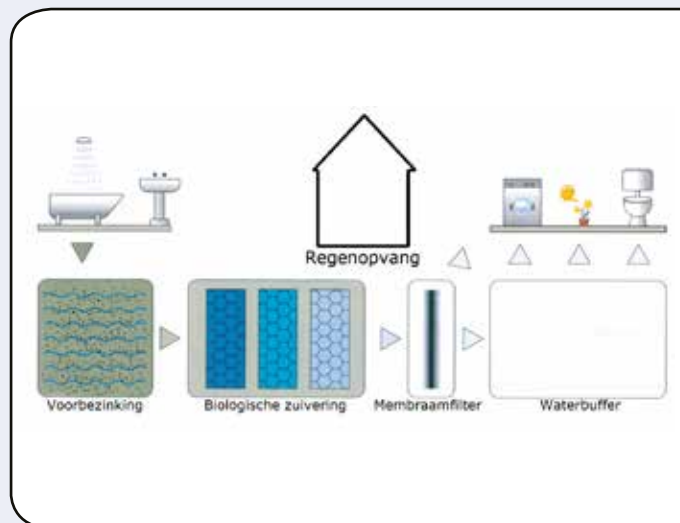 Regenopvang
Voorbezinking
Biologische zuivering
Membraamfilter
Waterbuffer